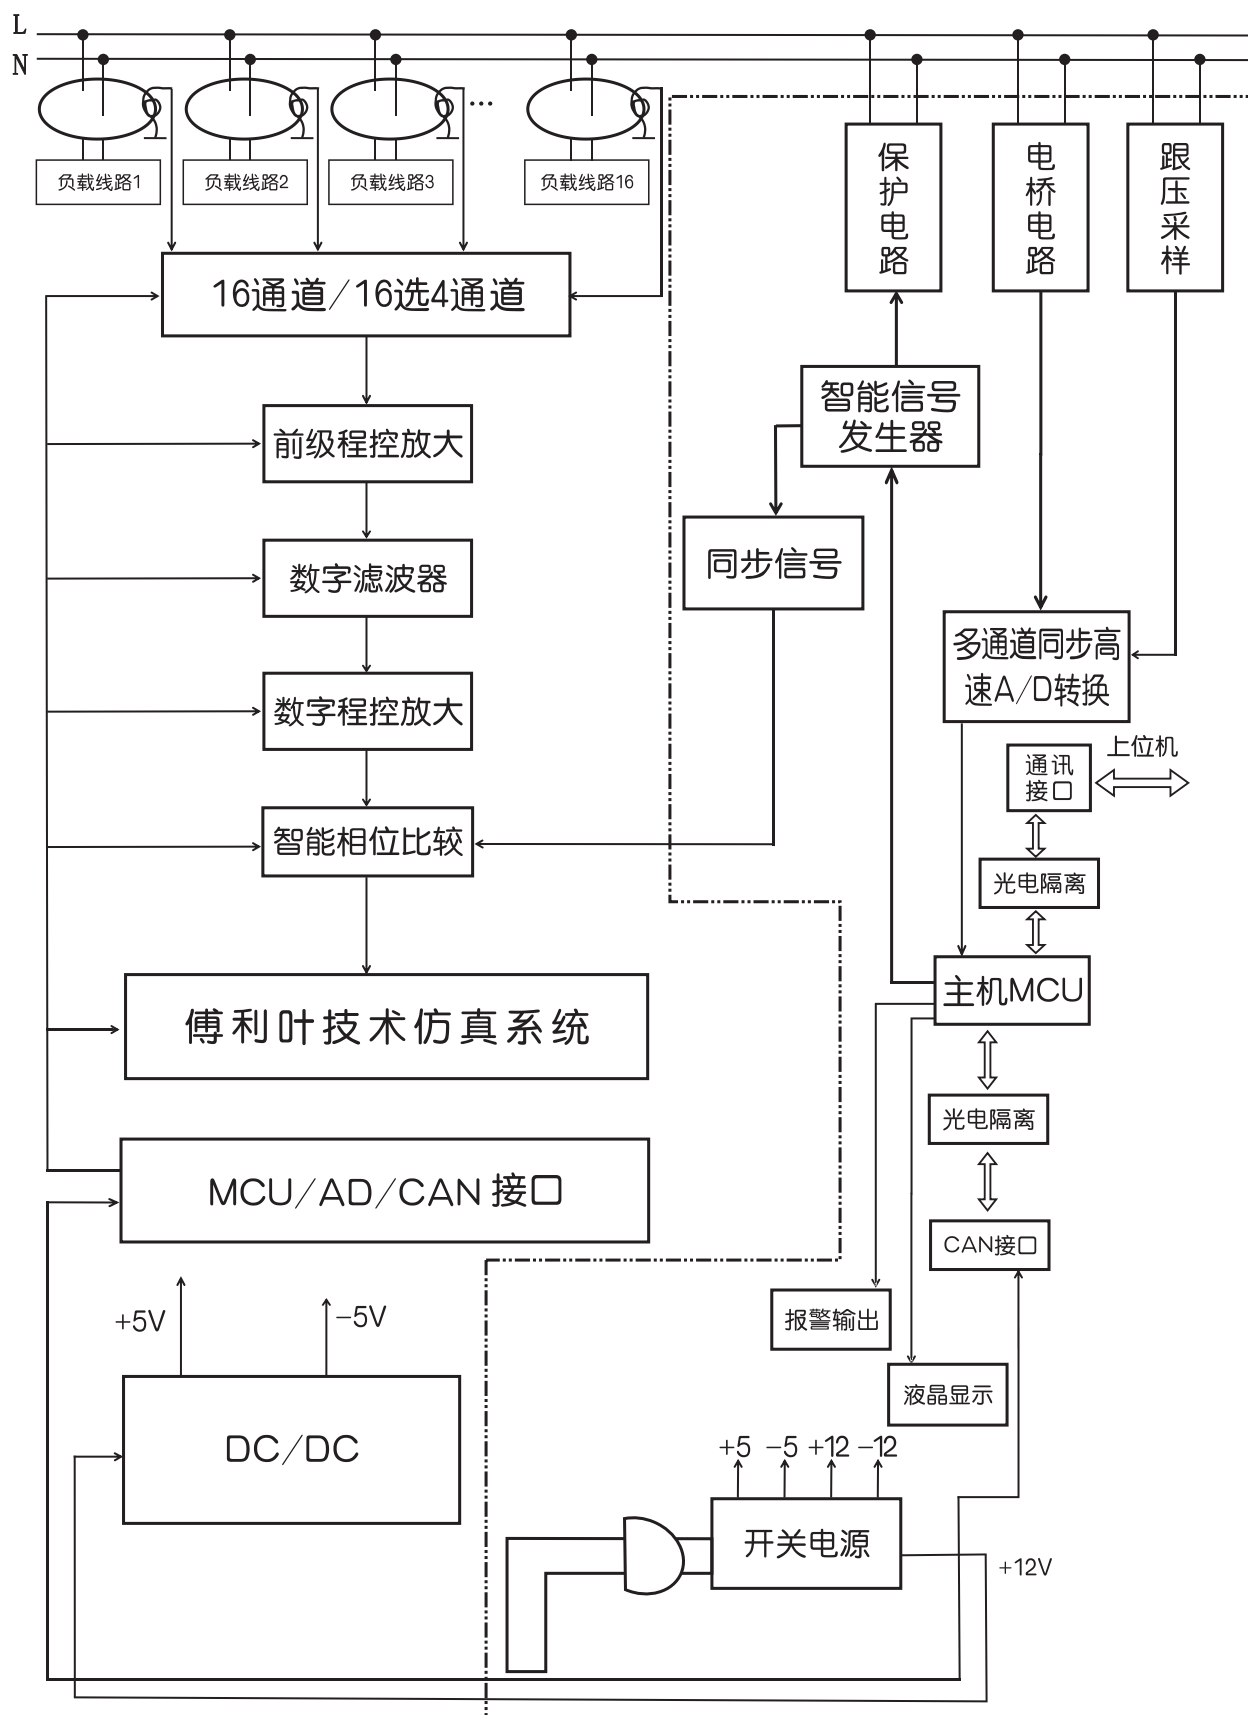 L
N
负载线路1
负载线路2
负载线路3
...
负载线路16
保护电路
电桥电路
跟压采样
16通道/16选4通道
前级程控放大
数字滤波器
数字程控放大
智能相位比较
傅利叶技术仿真系统
MCU/AD/CAN接口
智能信号
发生器
同步信号
多通道同步高
速A/D转换
通讯
接口
上位机
光电隔离
主机MCU
光电隔离
CAN接口
报警输出
液晶显示
+5V
-5V
DC/DC
+5 -5 +12 -12
开关电源
+12V